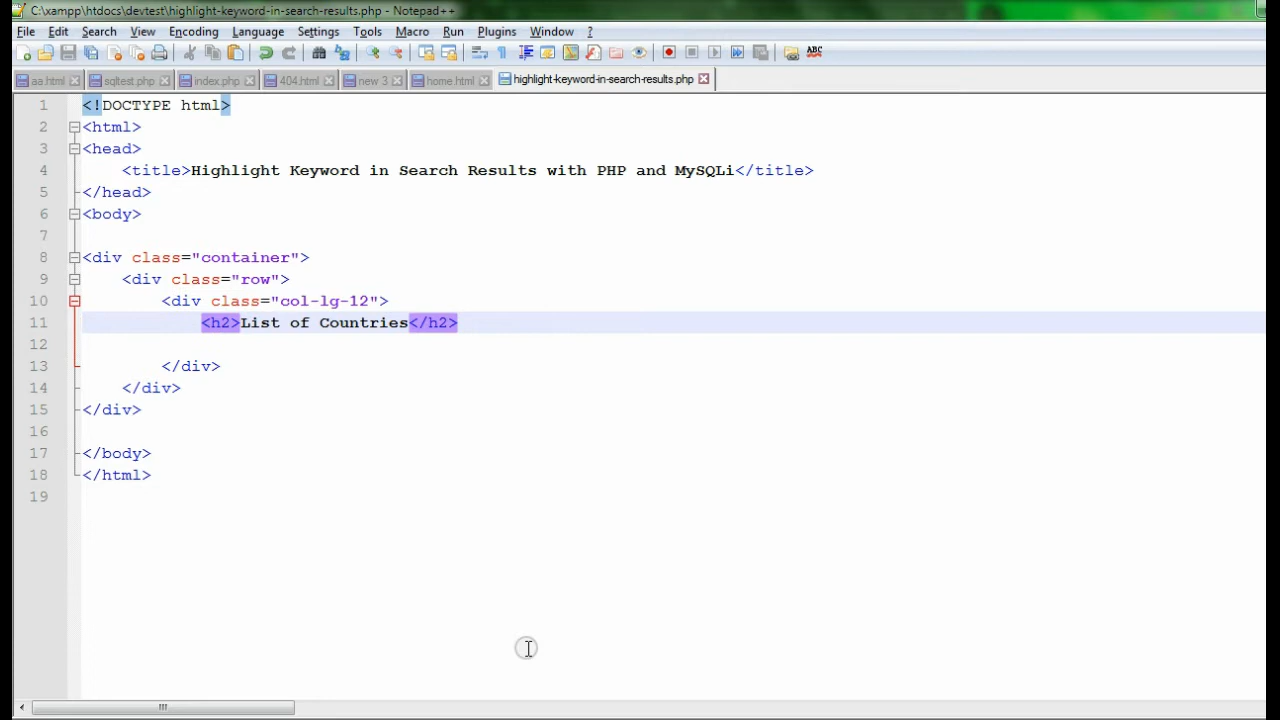 C:\xampp\htdocs\devtest\highlight-keyword-in-search-results.php - Notepad++
File Edit Search View Encoding Language Settings Tools Macro Run Plugins Window ?
ABC
aa.html sqltest.php index.php 404.html new 3 home.html highlight-keyword-in-search-results.php
1 <!DOCTYPE html>
2 <html>
3 <head>
4 <title>Highlight Keyword in Search Results with PHP and MySQLi</title>
5 </head>
6 <body>
7
8 <div class="container">
9 <div class="row">
10 <div class="col-lg-12">
11 <h2>List of Countries</h2>
12
13 </div>
14 </div>
15 </div>
16
17 </body>
18 </html>
19